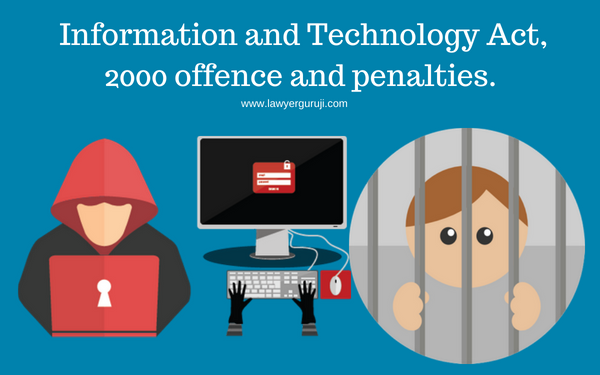 Information and Technology Act,
2000 offence and penalties.
www.lawyerguruji.com